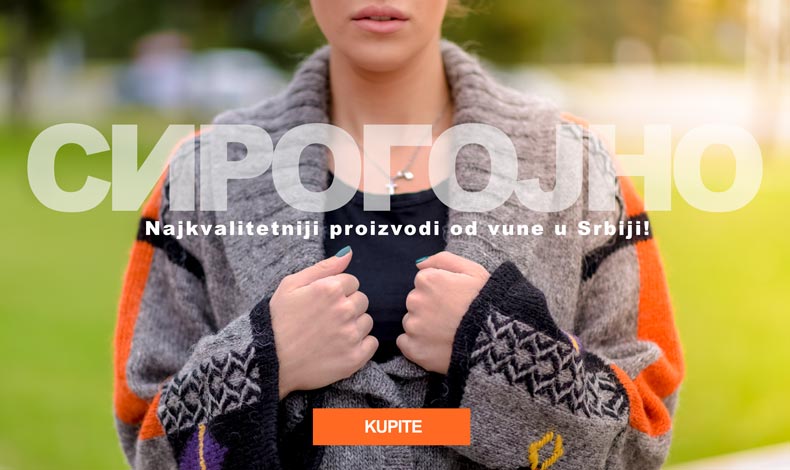 СИРОГОЈНО
Najkvalitetniji proizvodi od vune u Srbiji!
KUPITE